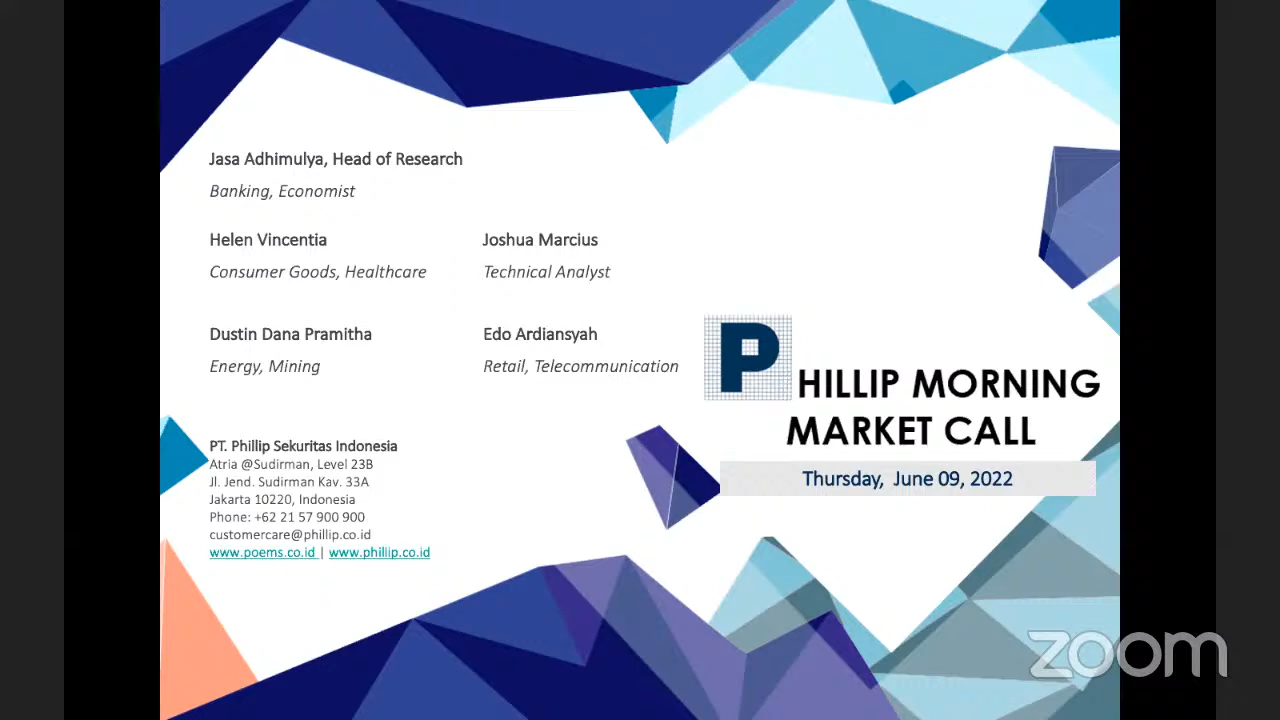 Jasa Adhimulya, Head of Research
Banking, Economist
Helen Vincentia
Consumer Goods, Healthcare
Joshua Marcius
Technical Analyst
Dustin Dana Pramitha
Energy, Mining
Edo Ardiansyah
Retail, Telecommunication
PT. Phillip Sekuritas Indonesia
Atria @Sudirman, Level 23B
Jl. Jend. Sudirman Kav. 33A
Jakarta 10220, Indonesia
Phone: +62 21 57 900 900
customercare@phillip.co.id
www.poems.co.id | www.phillip.co.id
PHILLIP MORNING
MARKET CALL
Thursday, June 09, 2022
zoom